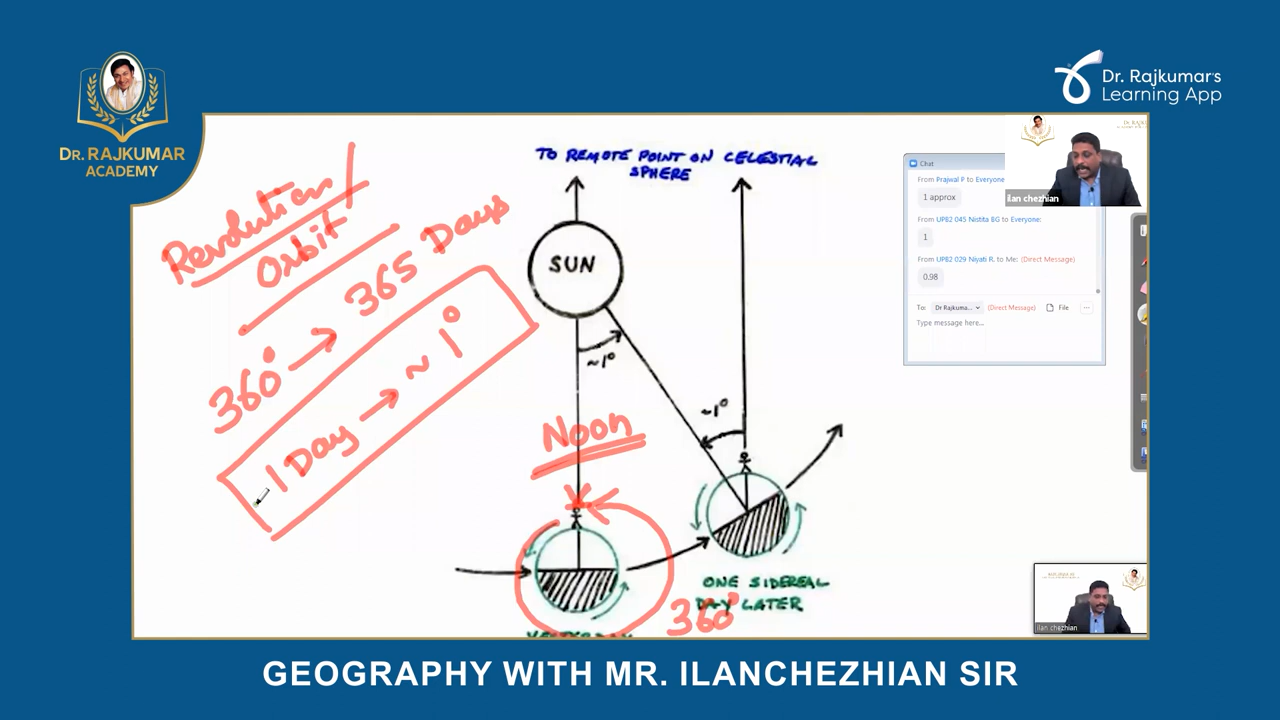 Dr. RAJKUMAR
ACADEMY
Dr. Rajkumar's
Learning App
Revolution/
Orbit
360° → 365 Days
1 Day → ~ 1°
TO REMOTE POINT ON CELESTIAL
SPHERE
SUN
~1°
~1°
Noon
360°
ONE SIDEREAL
DAY LATER
Chat
From Prajwal P to Everyone
1 approx
From UPB2 045 Nistita BG to Everyone:
1
From UPB2 029 Niyati R. to Me: (Direct Message)
0.98
To: Dr Rajkuma... (Direct Message) File ...
Type message here...
ilan chezhian
ilan chezhian
GEOGRAPHY WITH MR. ILANCHEZHIAN SIR